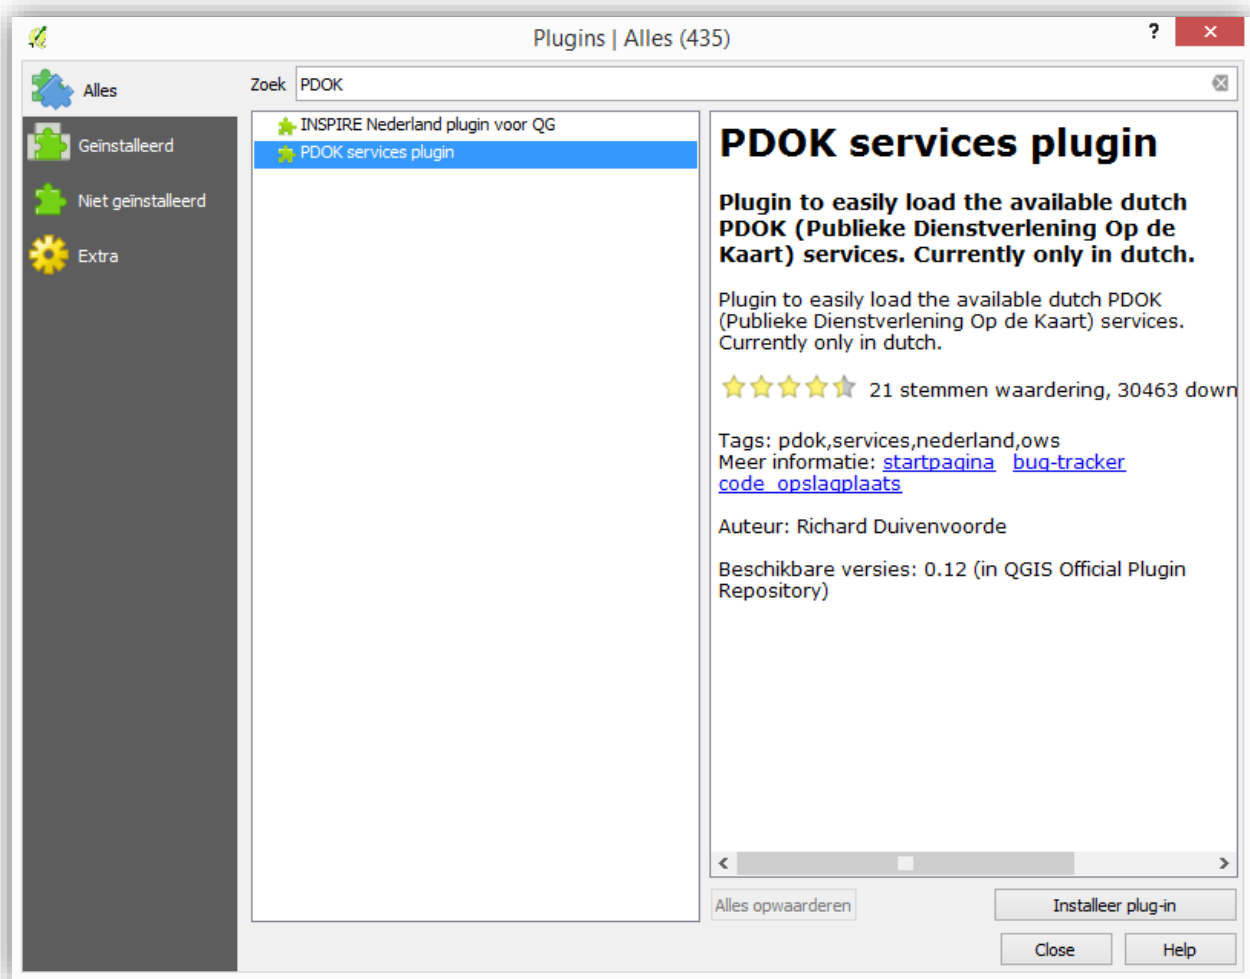 Plugins | Alles (435)
?
Alles
Geïnstalleerd
Niet geïnstalleerd
Extra
Zoek PDOK
INSPIRE Nederland plugin voor QG
PDOK services plugin
PDOK services plugin
Plugin to easily load the available dutch
PDOK (Publieke Dienstverlening Op de
Kaart) services. Currently only in dutch.
Plugin to easily load the available dutch PDOK
(Publieke Dienstverlening Op de Kaart) services.
Currently only in dutch.
21 stemmen waardering, 30463 down
Tags: pdok,services,nederland,ows
Meer informatie: startpagina bug-tracker
code_opslagplaats
Auteur: Richard Duivenvoorde
Beschikbare versies: 0.12 (in QGIS Official Plugin
Repository)
Alles opwaarderen
Installeer plug-in
Close
Help